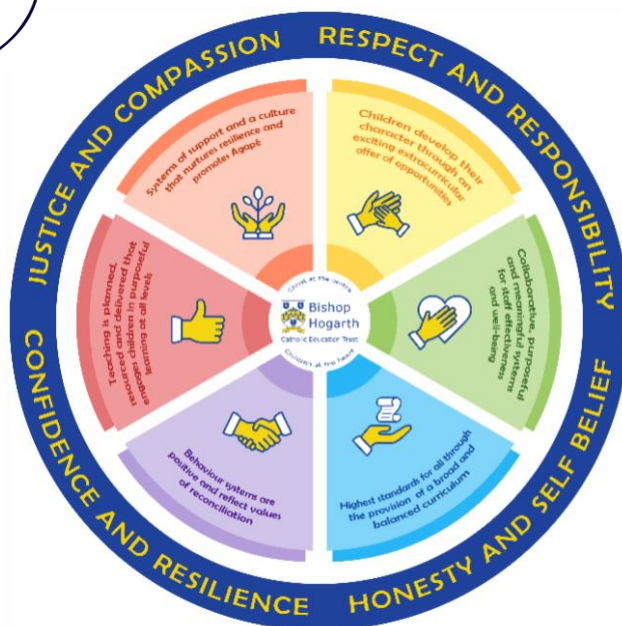 JUSTICE AND COMPASSION
RESPECT AND RESPONSIBILITY
HONESTY AND SELF BELIEF
CONFIDENCE AND RESILIENCE
Systems of support and a culture
that nurtures resilience and
promotes Agapé
Children develop their
character through an
exciting extracurricular
offer of opportunities
Collaborative, purposeful
and meaningful systems
for staff effectiveness
and well-being
Highest standards for all through
the provision of a broad and
balanced curriculum
Behaviour systems are
positive and reflect values
of reconciliation
Teaching is planned,
resourced and delivered that
engages children in purposeful
learning at all levels
Christ at the centre
Bishop
Hogarth
Catholic Education Trust
Children at the heart